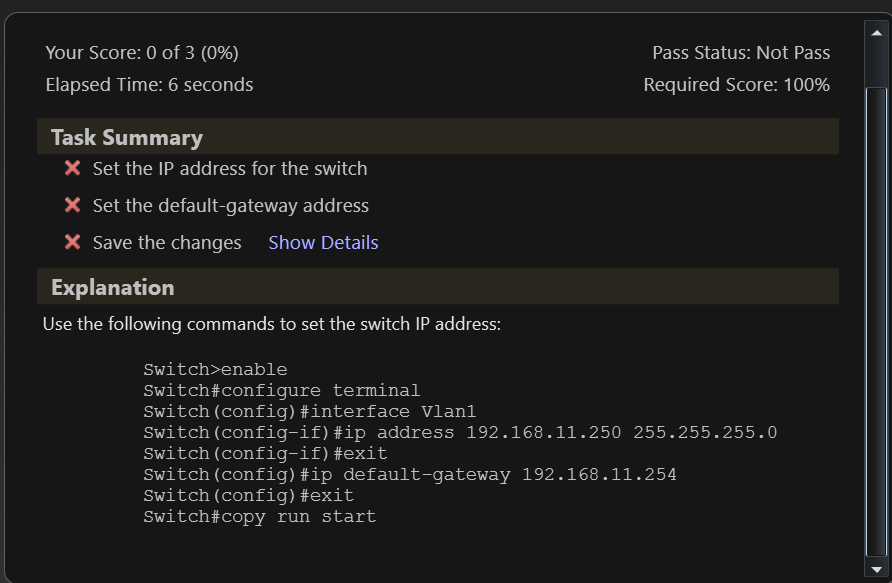 Your Score: 0 of 3 (0%)
Pass Status: Not Pass
Elapsed Time: 6 seconds
Required Score: 100%
Task Summary
Set the IP address for the switch
Set the default-gateway address
Save the changes Show Details
Explanation
Use the following commands to set the switch IP address:
Switch>enable
Switch#configure terminal
Switch(config)#interface Vlan1
Switch(config-if)#ip address 192.168.11.250 255.255.255.0
Switch(config-if)#exit
Switch(config)#ip default-gateway 192.168.11.254
Switch(config)#exit
Switch#copy run start